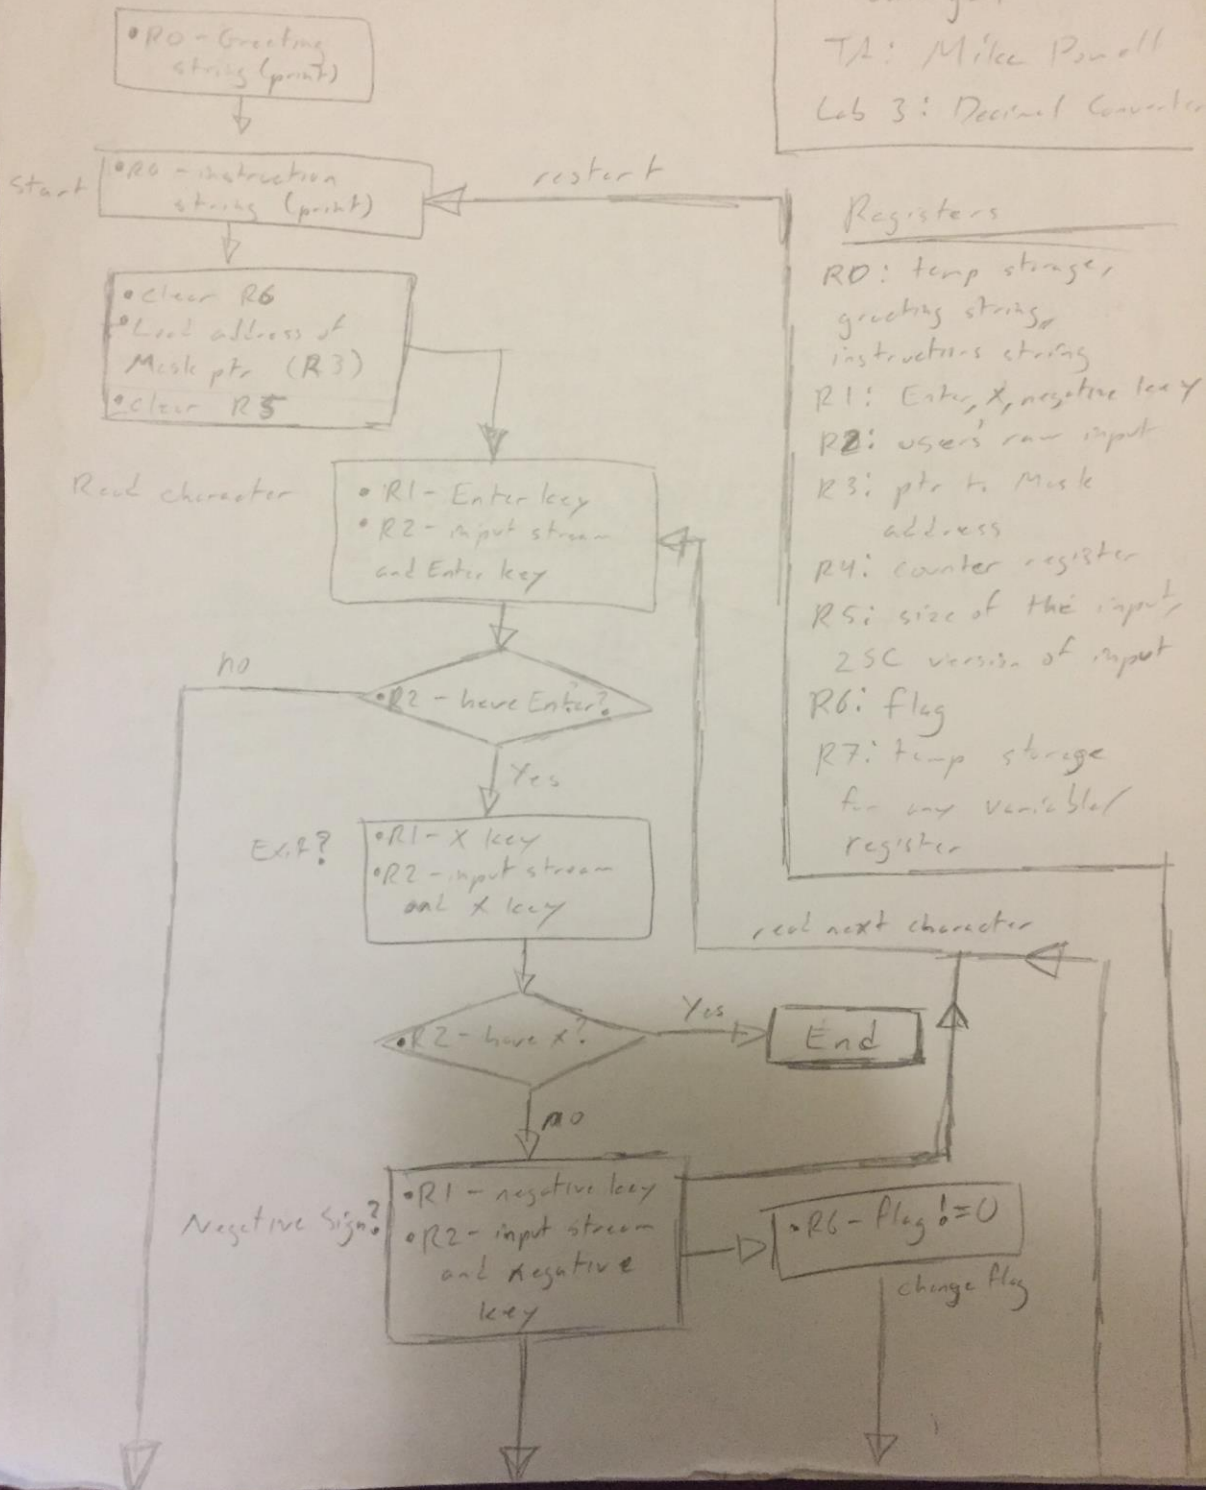 TA: Mike Powell
Lab 3: Decimal Converter
• R0 - Greeting
string (print)
Start
• R0 - instruction
string (print)
restart
• Clear R6
• Load address of
Mask ptr (R3)
• Clear R5
Registers
R0: temp storage,
greeting string,
instructions string
R1: Enter, X, negative key
R2: users' raw input
R3: ptr to Mask
address
R4: counter register
R5: size of the input,
2SC version of input
R6: flag
R7: temp storage
for any variable/
register
Read character
• R1 - Enter key
• R2 - input stream
and Enter key
no
• R2 - have Enter?
Yes
Exit?
• R1 - X key
• R2 - input stream
and X key
read next character
• R2 - have X?
Yes
End
no
Negative Sign?
• R1 - negative key
• R2 - input stream
and negative
key
• R6 - flag != 0
change flag